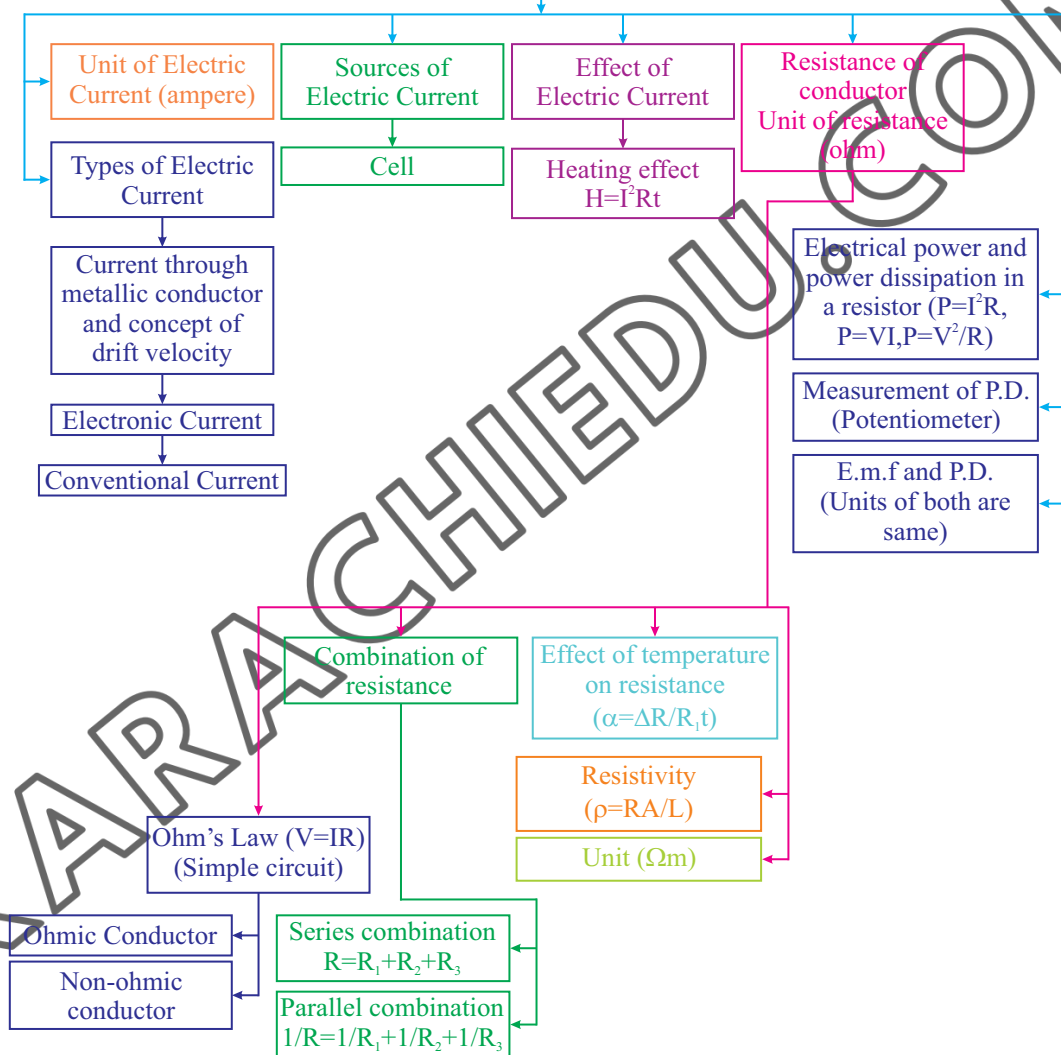 Unit of Electric
Current (ampere)
Sources of
Electric Current
Effect of
Electric Current
Resistance of
conductor
Unit of resistance
(ohm)
Types of Electric
Current
Cell
Heating effect
H=I²Rt
Current through
metallic conductor
and concept of
drift velocity
Electronic Current
Conventional Current
Electrical power and
power dissipation in
a resistor (P=I²R,
P=VI,P=V²/R)
Measurement of P.D.
(Potentiometer)
E.m.f and P.D.
(Units of both are
same)
Combination of
resistance
Effect of temperature
on resistance
(α=ΔR/R₁t)
Resistivity
(ρ=RA/L)
Unit (Ωm)
Ohm’s Law (V=IR)
(Simple circuit)
Ohmic Conductor
Non-ohmic
conductor
Series combination
R=R₁+R₂+R₃
Parallel combination
1/R=1/R₁+1/R₂+1/R₃
KARACHIEDU.COM